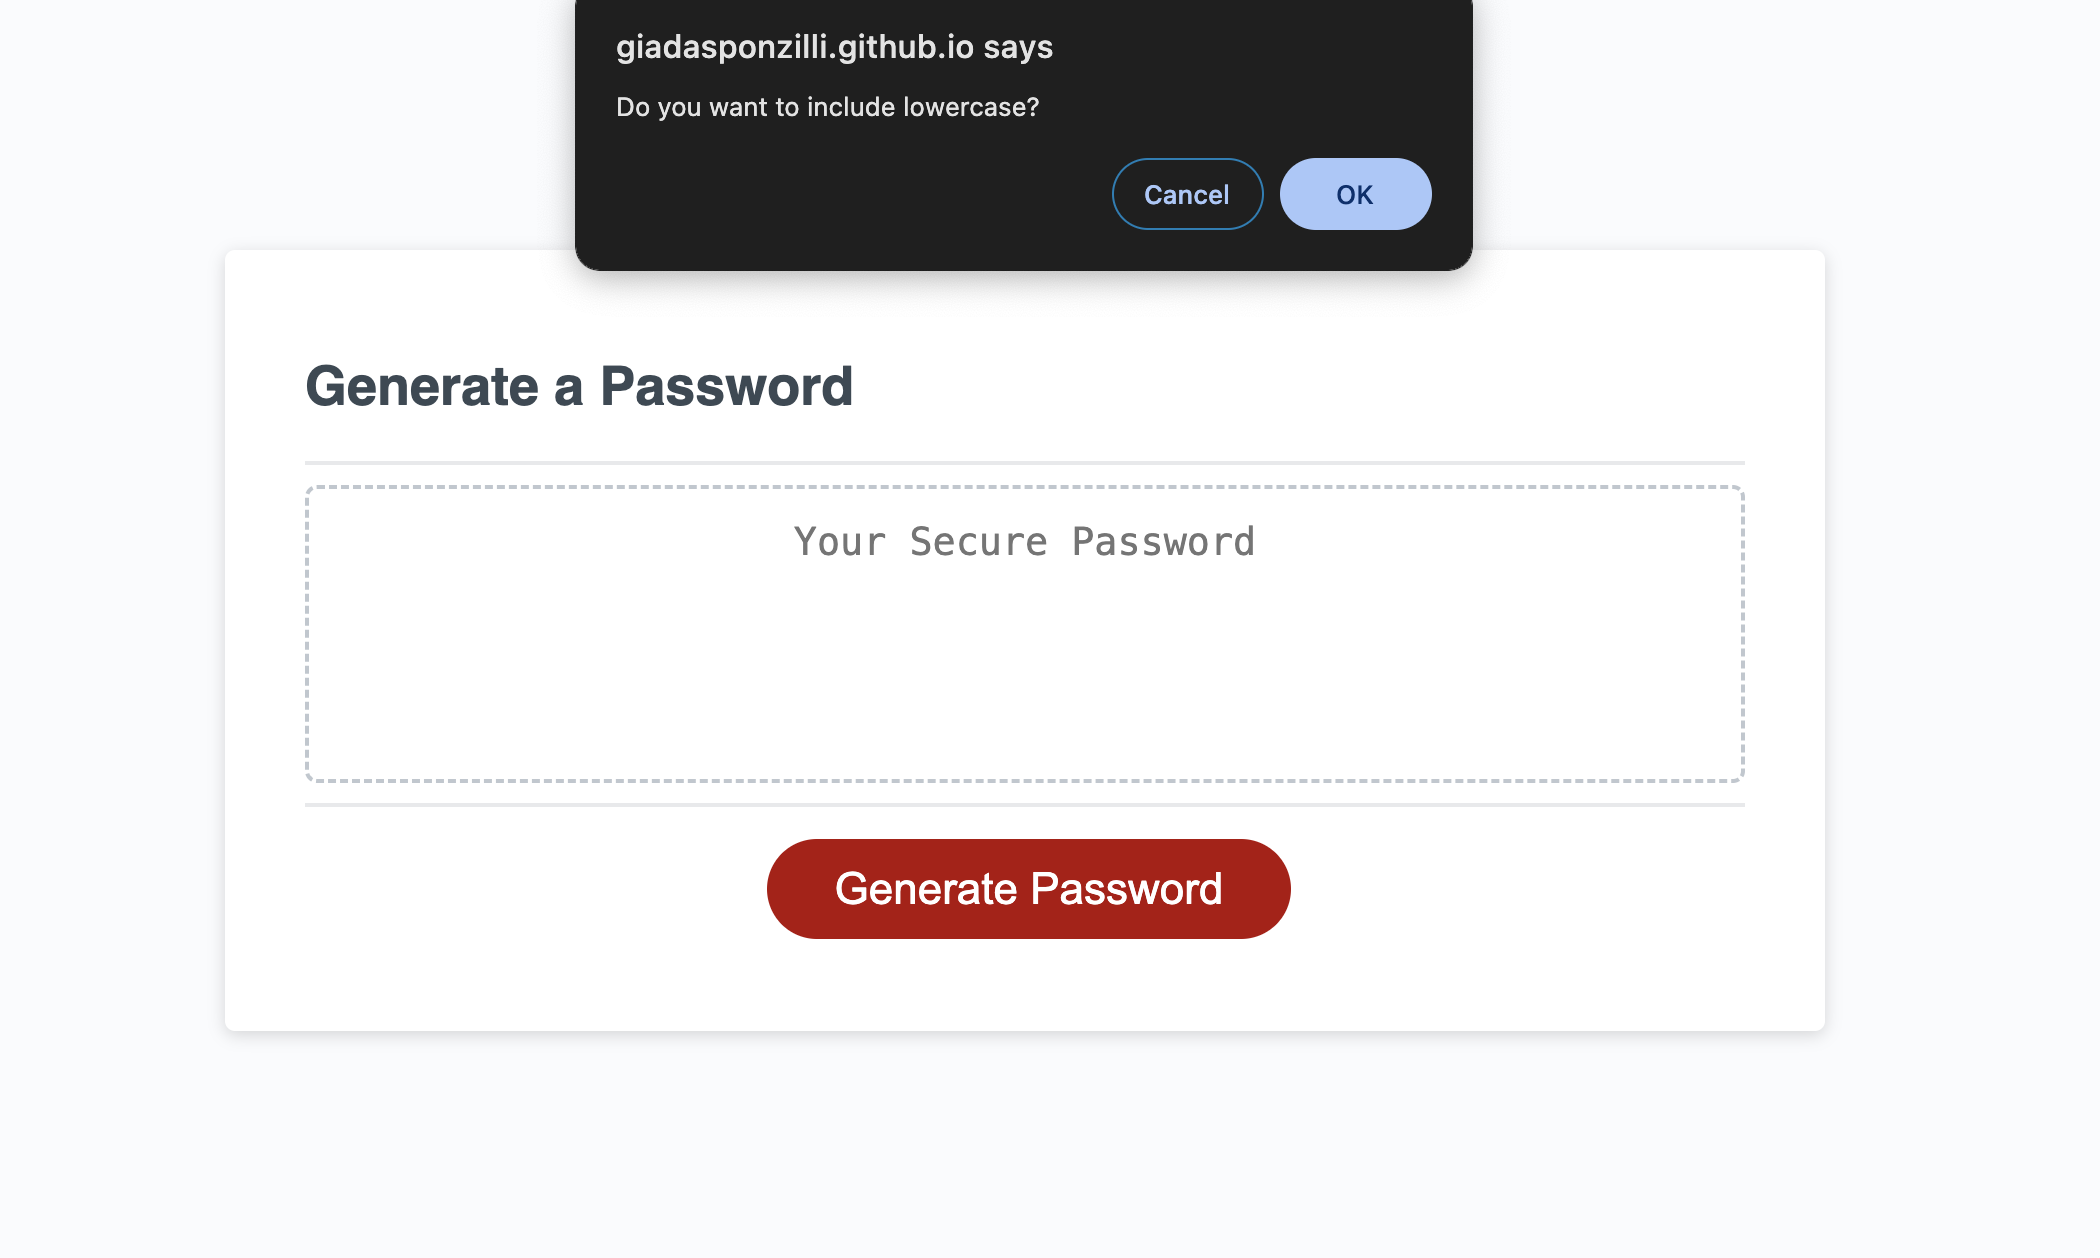 giadasponzilli.github.io says
Do you want to include lowercase?
Cancel
OK
Generate a Password
Your Secure Password
Generate Password